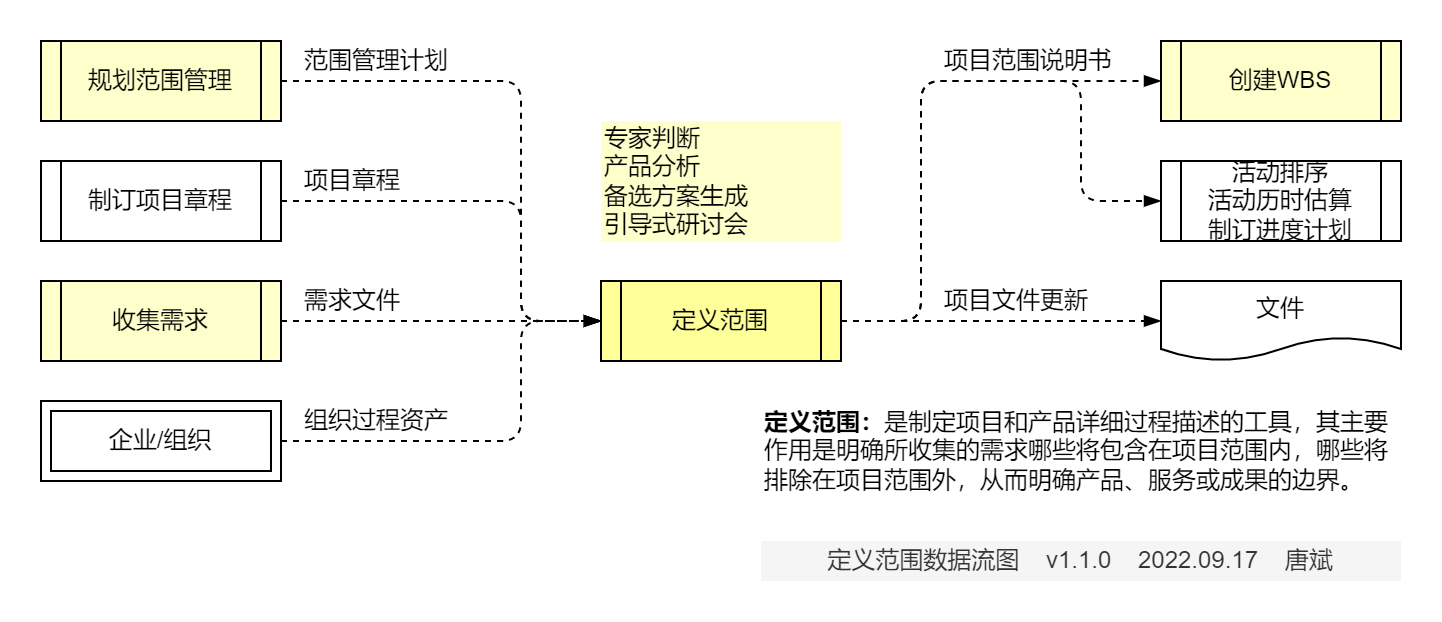 规划范围管理
范围管理计划
制订项目章程
项目章程
收集需求
需求文件
企业/组织
组织过程资产
专家判断
产品分析
备选方案生成
引导式研讨会
定义范围
项目范围说明书
创建WBS
活动排序
活动历时估算
制订进度计划
项目文件更新
文件
定义范围：是制定项目和产品详细过程描述的工具，其主要
作用是明确所收集的需求哪些将包含在项目范围内，哪些将
排除在项目范围外，从而明确产品、服务或成果的边界。
定义范围数据流图 v1.1.0 2022.09.17 唐斌